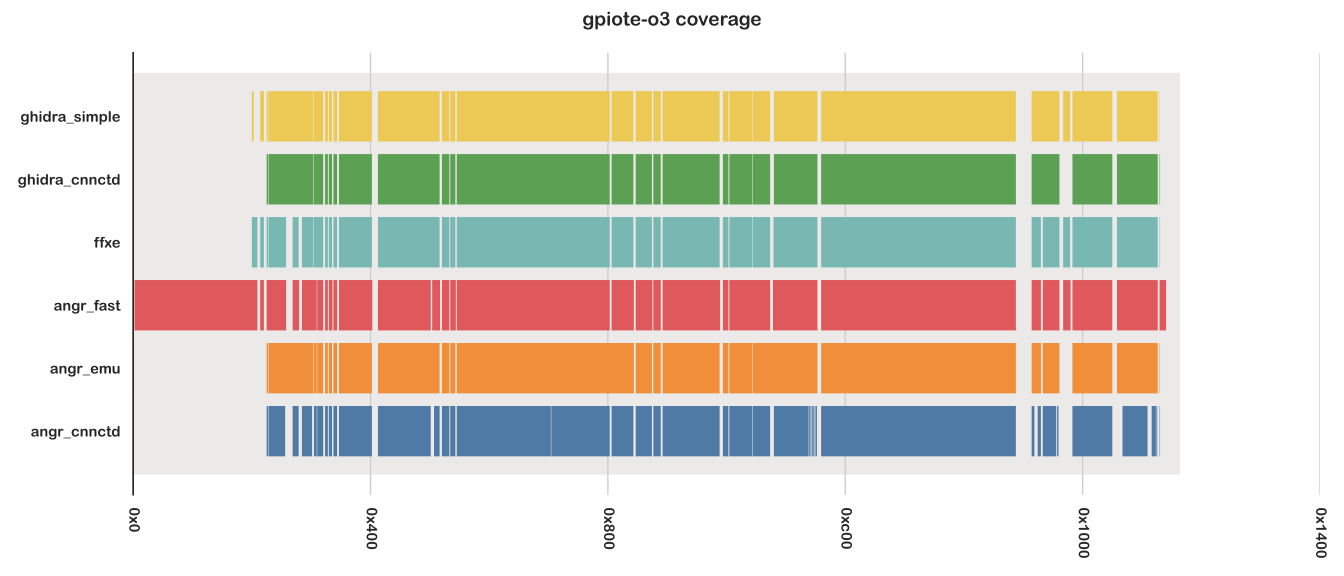 gpiote-o3 coverage
ghidra_simple
ghidra_cnnctd
ffxe
angr_fast
angr_emu
angr_cnnctd
0x0
0x400
0x800
0xc00
0x1000
0x1400